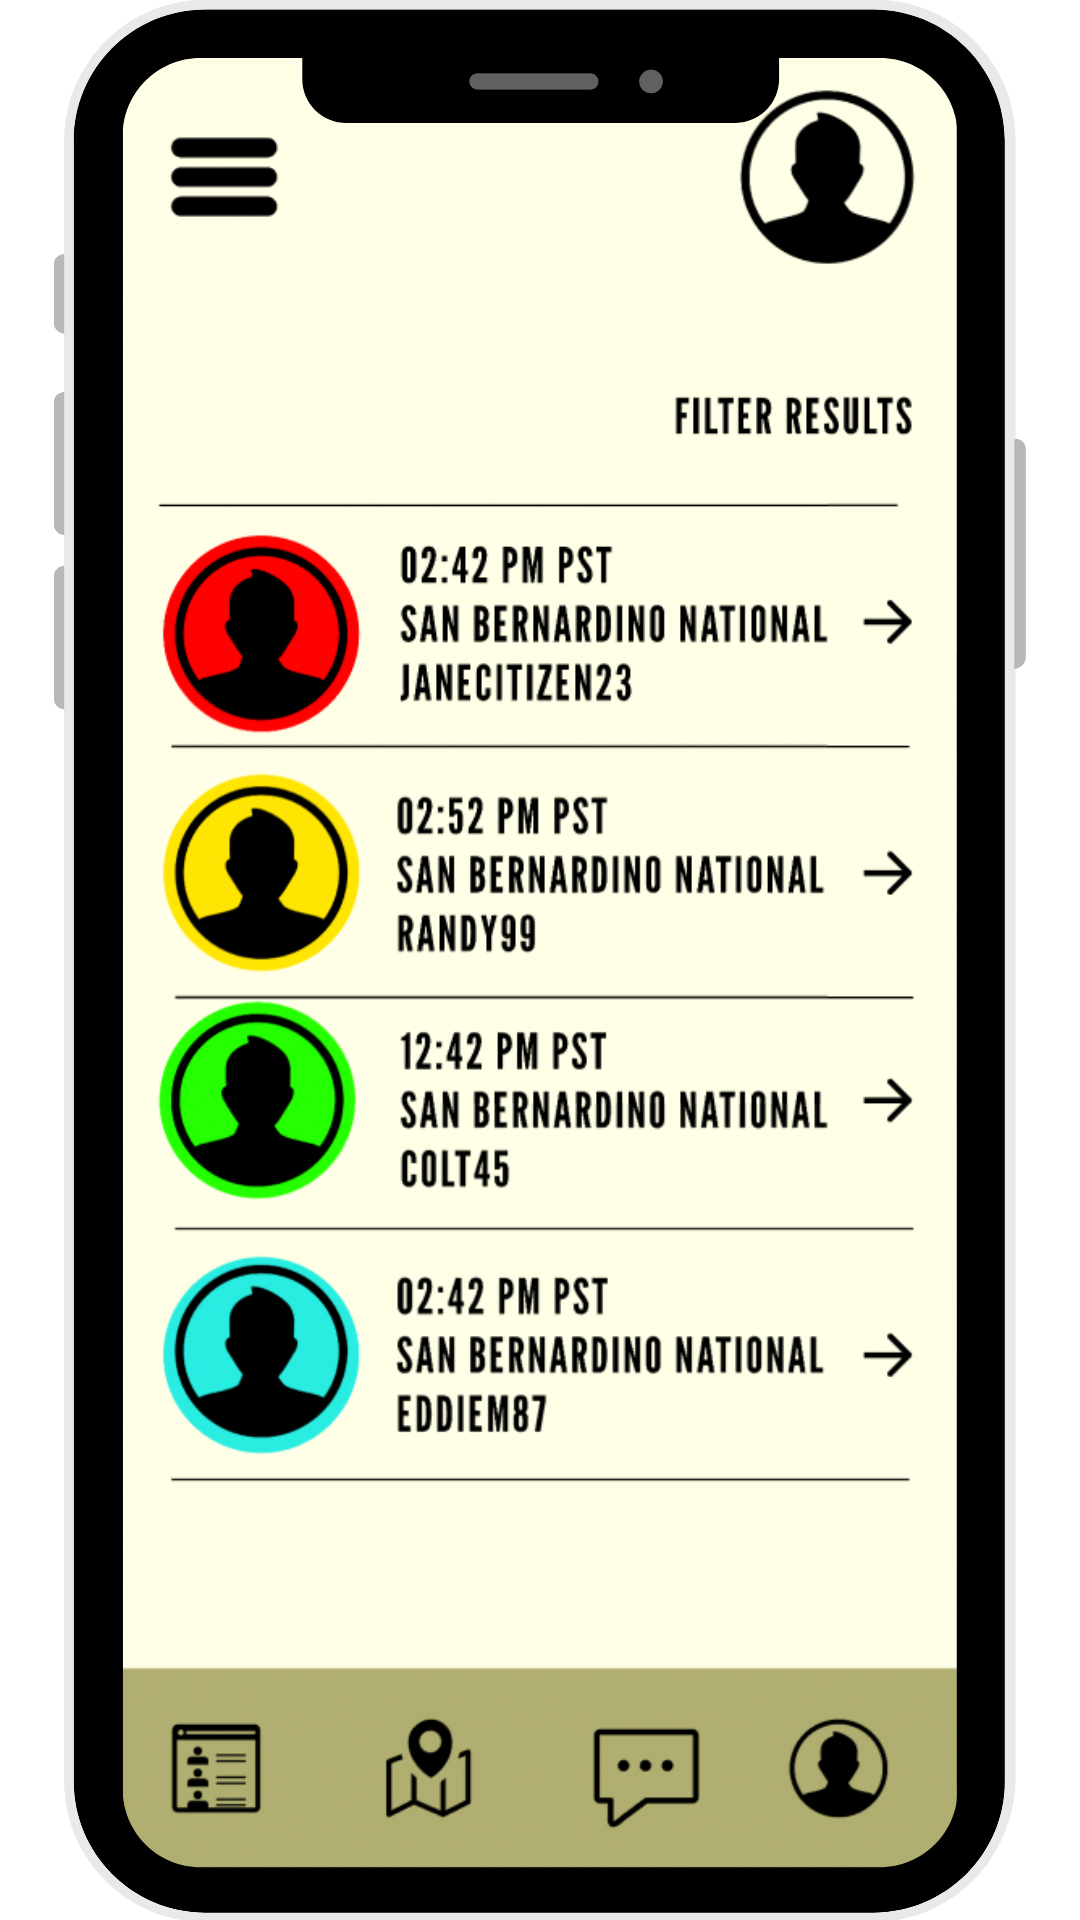 FILTER RESULTS
02:42 PM PST
SAN BERNARDINO NATIONAL
JANECITIZEN23
02:52 PM PST
SAN BERNARDINO NATIONAL
RANDY99
12:42 PM PST
SAN BERNARDINO NATIONAL
COLT45
02:42 PM PST
SAN BERNARDINO NATIONAL
EDDIEM87